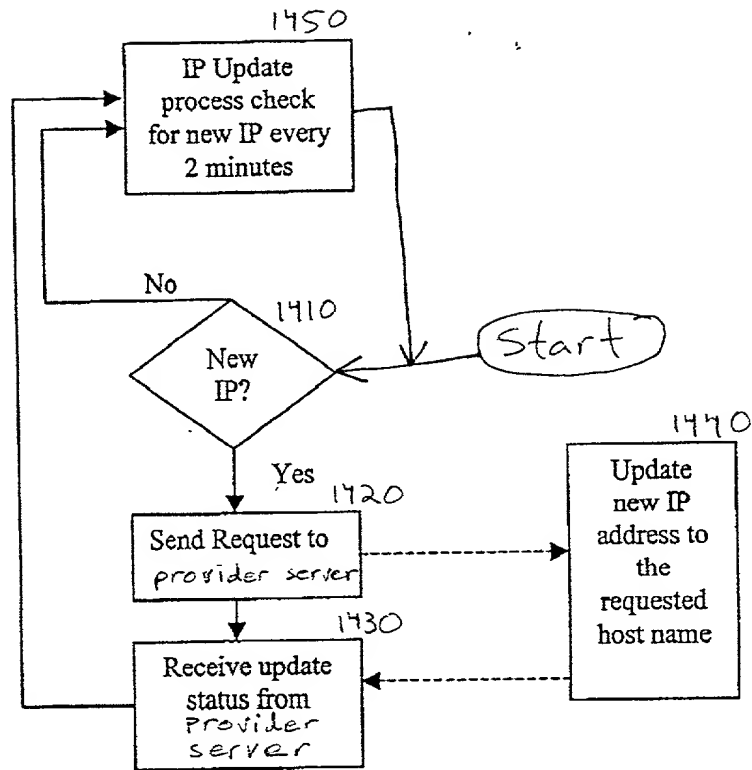 1450
IP Update
process check
for new IP every
2 minutes
No
1410
New
IP?
Start
1440
Update
new IP
address to
the
requested
host name
Yes
1420
Send Request to
provider server
1430
Receive update
status from
provider
server